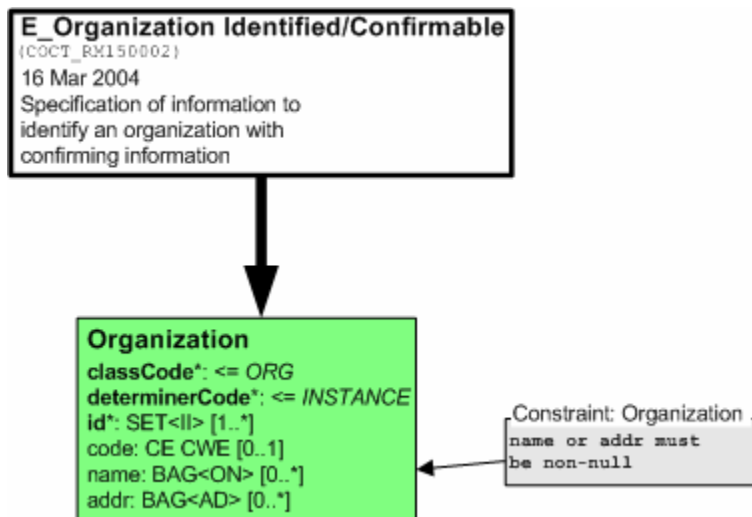 E_Organization Identified/Confirmable
(COCT_RM150002)
16 Mar 2004
Specification of information to
identify an organization with
confirming information
Organization
classCode*: <= ORG
determinerCode*: <= INSTANCE
id*: SET<II> [1..*]
code: CE CWE [0..1]
name: BAG<ON> [0..*]
addr: BAG<AD> [0..*]
Constraint: Organization .
name or addr must
be non-null